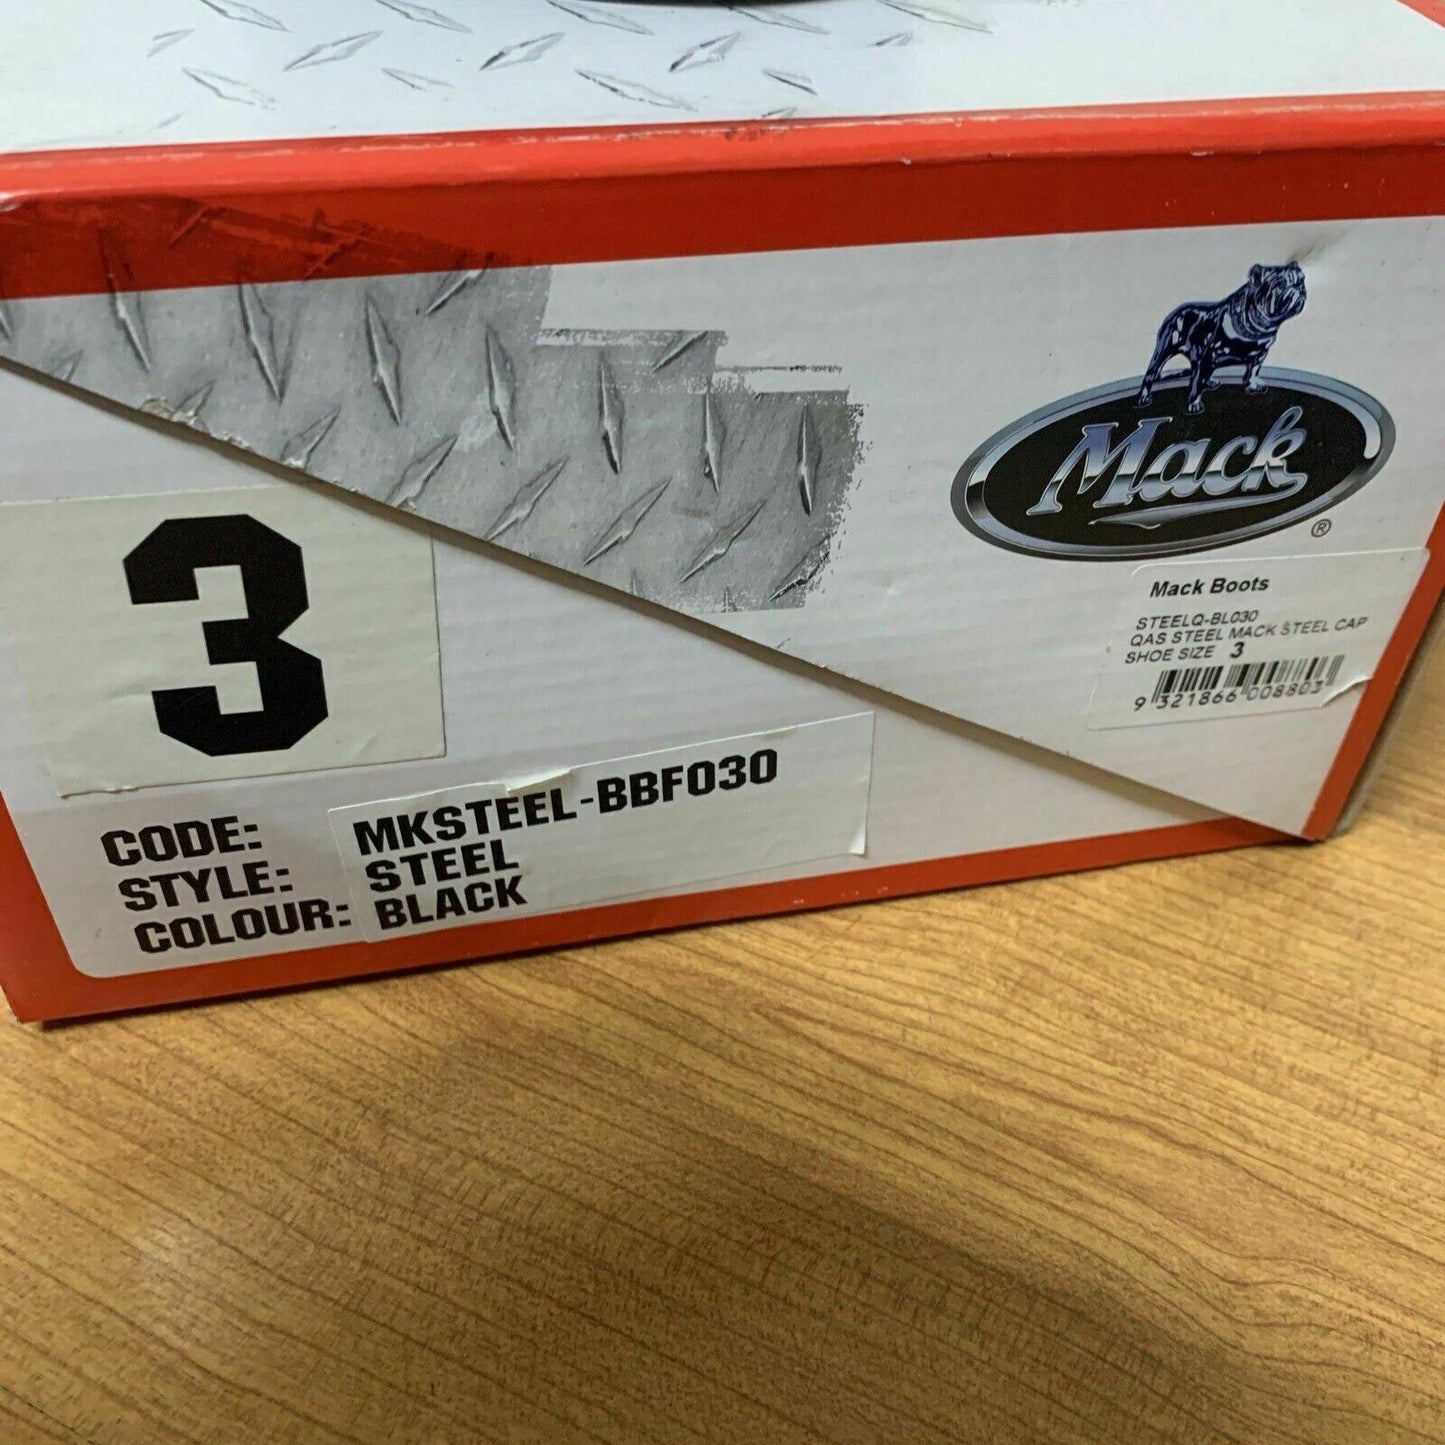 Mack
®
Mack Boots
STEELQ-BL030
QAS STEEL MACK STEEL CAP
SHOE SIZE 3
9 321866 008803
3
CODE: MKSTEEL-BBF030
STYLE: STEEL
COLOUR: BLACK